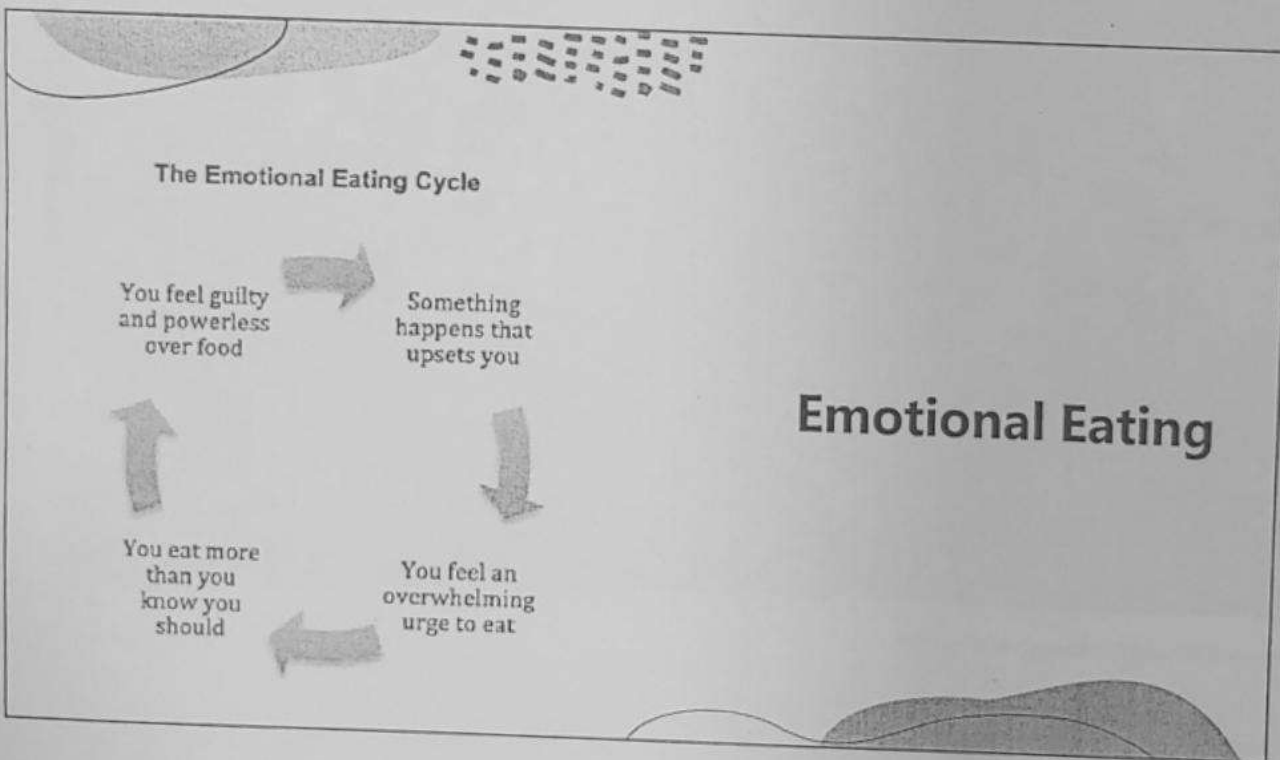 The Emotional Eating Cycle
You feel guilty
and powerless
over food
Something
happens that
upsets you
You feel an
overwhelming
urge to eat
You eat more
than you
know you
should
Emotional Eating